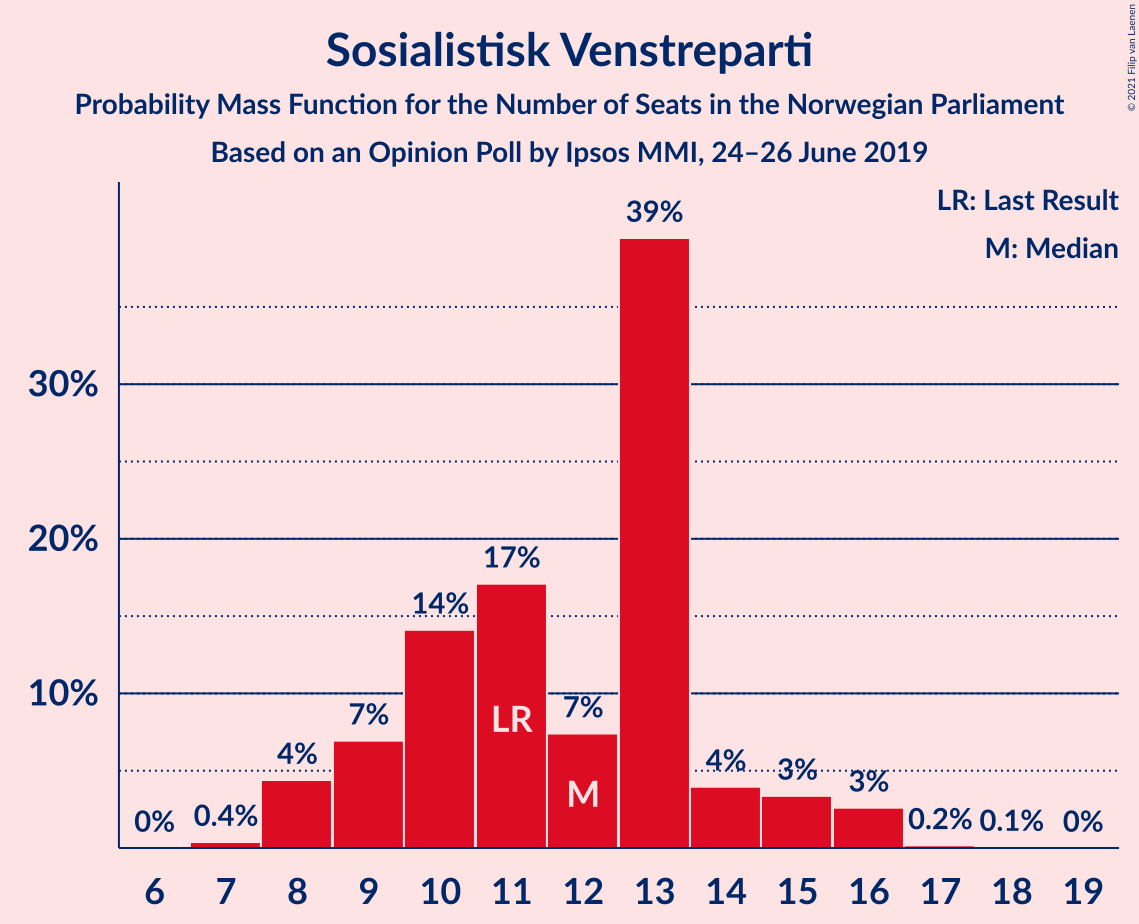 Sosialistisk Venstreparti
Probability Mass Function for the Number of Seats in the Norwegian Parliament
Based on an Opinion Poll by Ipsos MMI, 24–26 June 2019
© 2021 Filip van Laenen
LR: Last Result
M: Median
39%
30%
20%
17%
14%
10%
7%
LR
7%
4%
M
4%
3%
3%
0%
0.4%
0.2%
0.1%
0%
6 7 8 9 10 11 12 13 14 15 16 17 18 19